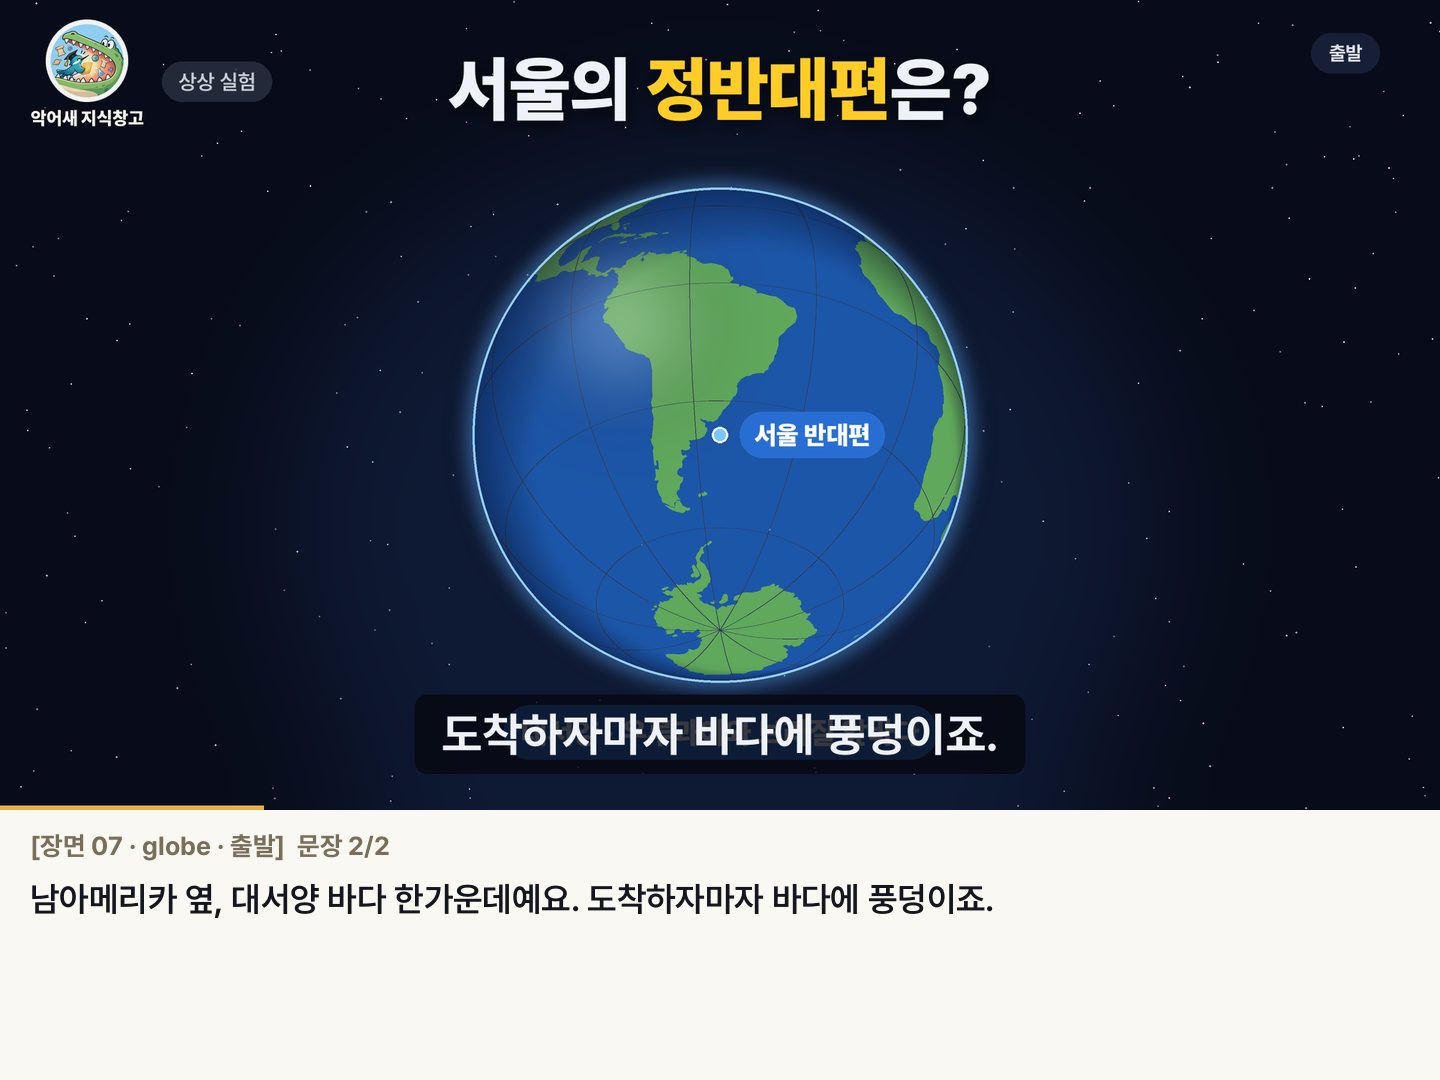 악어새 지식창고
상상 실험
서울의 정반대편은?
출발
서울 반대편
도착하자마자 바다에 풍덩이죠.
[장면 07 · globe · 출발] 문장 2/2
남아메리카 옆, 대서양 바다 한가운데예요. 도착하자마자 바다에 풍덩이죠.